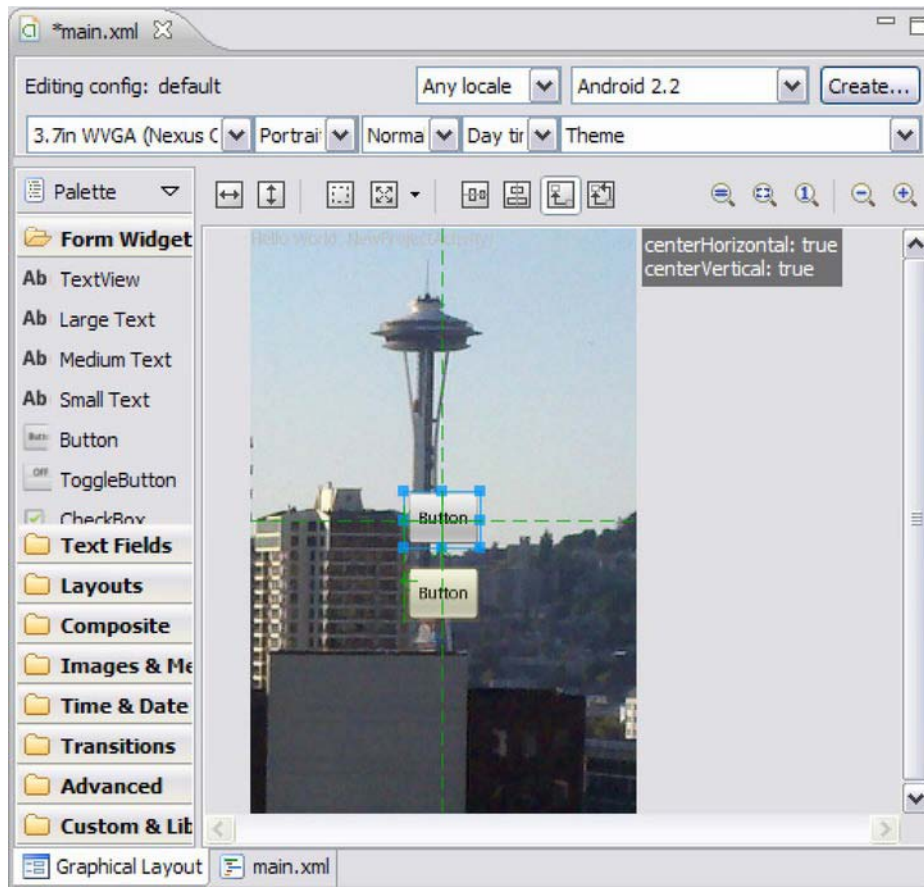 *main.xml
Editing config: default
Any locale
Android 2.2
Create...
3.7in WVGA (Nexus
Portrai
Norma
Day tir
Theme
Palette
Form Widget
centerHorizontal: true
centerVertical: true
Hello World, NewProjectActivity!
Ab TextView
Ab Large Text
Ab Medium Text
Ab Small Text
Button
OFF ToggleButton
CheckBox
Text Fields
Layouts
Composite
Images & Me
Time & Date
Transitions
Advanced
Custom & Lib
Button
Button
Graphical Layout
main.xml